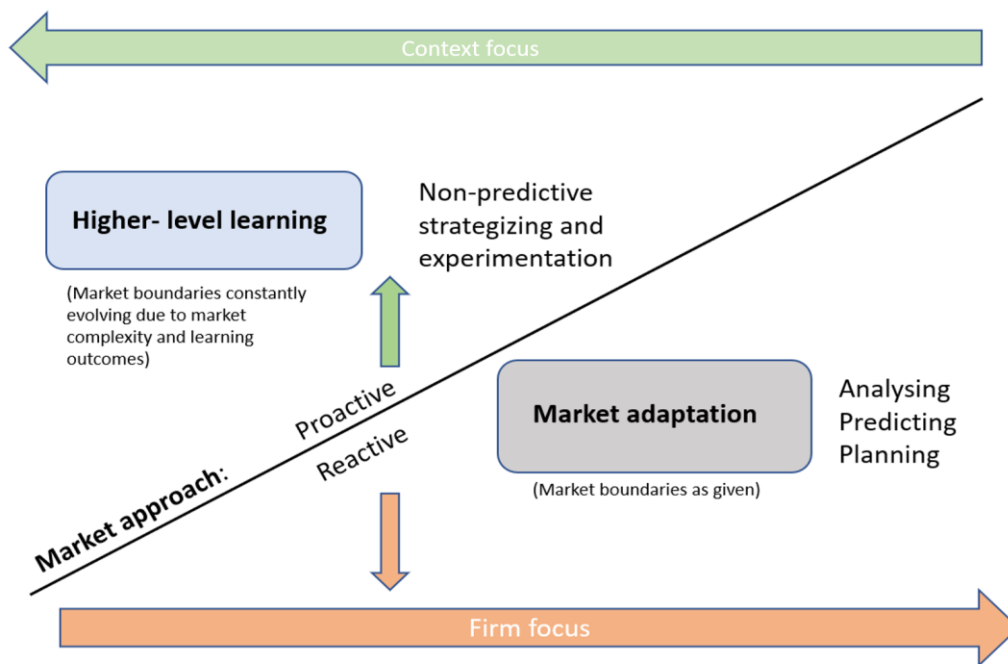 Context focus
Higher- level learning
Non-predictive
strategizing and
experimentation
(Market boundaries constantly
evolving due to market
complexity and learning
outcomes)
Market approach:
Proactive
Reactive
Market adaptation
(Market boundaries as given)
Analysing
Predicting
Planning
Firm focus